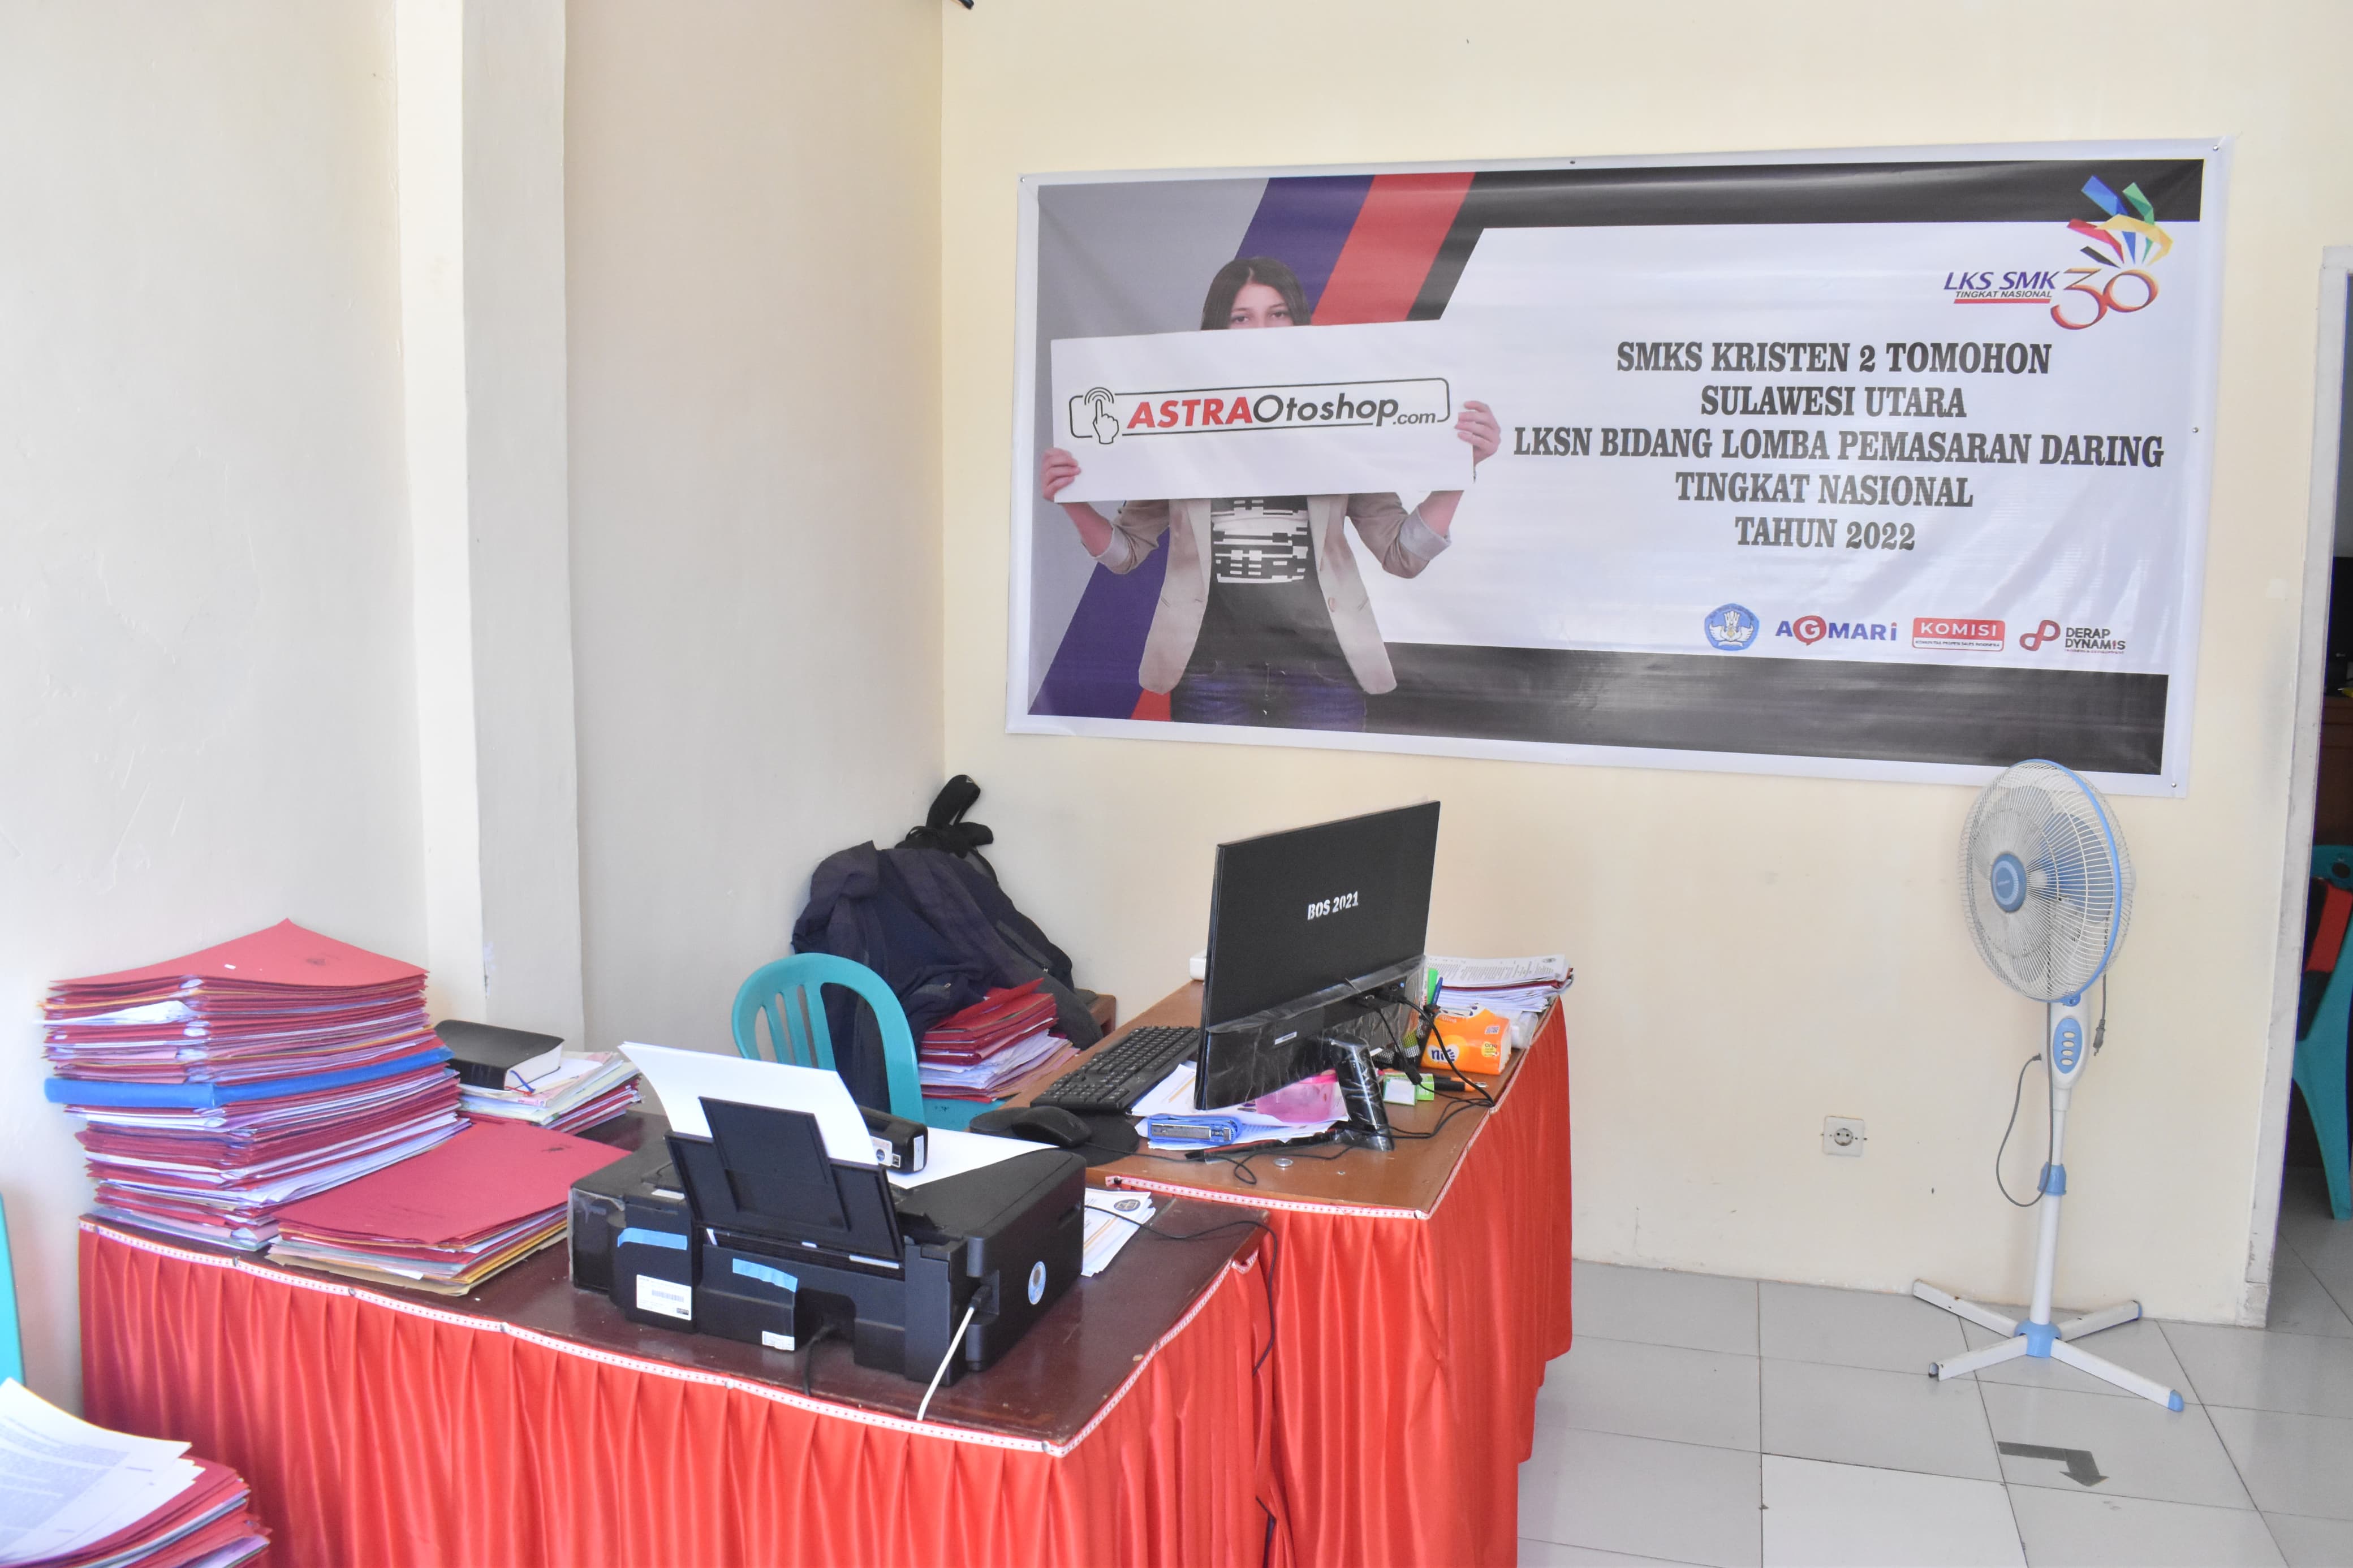 LKS SMK 30
TINGKAT NASIONAL
SMKS KRISTEN 2 TOMOHON
SULAWESI UTARA
LKSN BIDANG LOMBA PEMASARAN DARING
TINGKAT NASIONAL
TAHUN 2022
ASTRAOtoshop.com
AGMARi
KOMISI
DERAP
DYNAMIS
BOS 2021